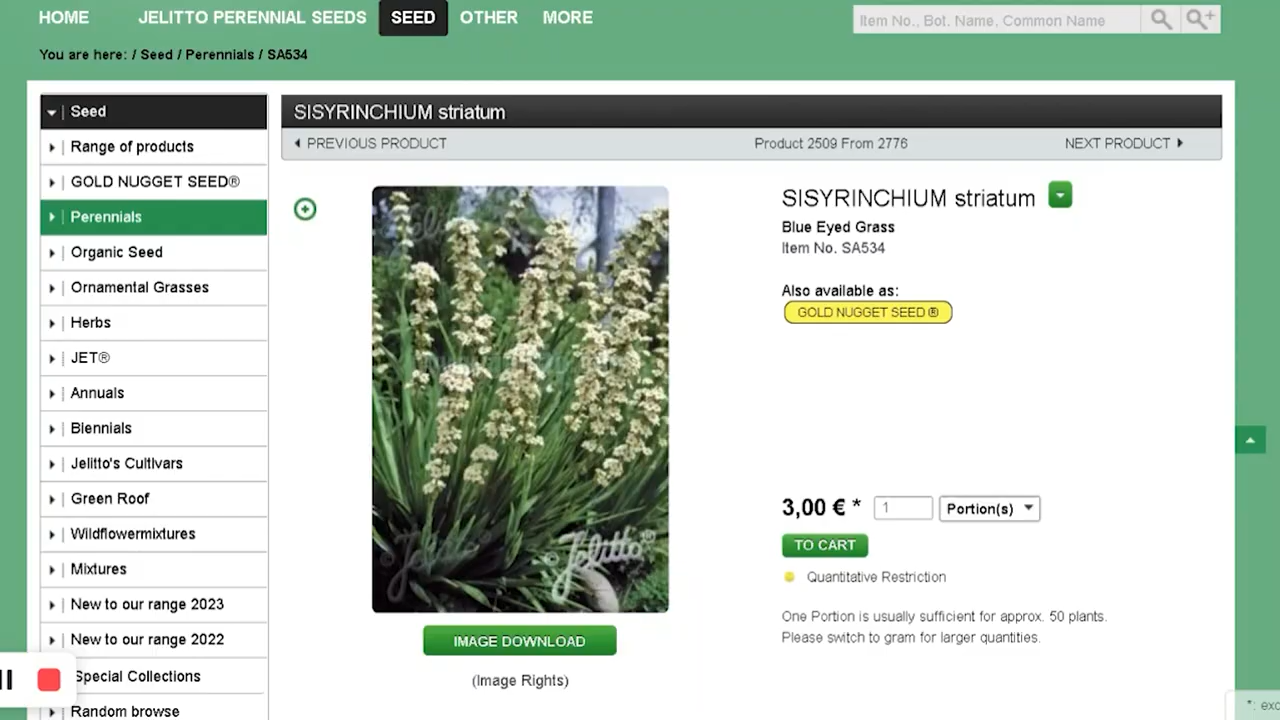 HOME
JELITTO PERENNIAL SEEDS
SEED
OTHER
MORE
Item No., Bot. Name, Common Name
You are here: / Seed / Perennials / SA534
Seed
Range of products
GOLD NUGGET SEED®
Perennials
Organic Seed
Ornamental Grasses
Herbs
JET®
Annuals
Biennials
Jelitto's Cultivars
Green Roof
Wildflowermixtures
Mixtures
New to our range 2023
New to our range 2022
Special Collections
Random browse
SISYRINCHIUM striatum
PREVIOUS PRODUCT
Product 2509 From 2776
NEXT PRODUCT
Jelitto®
IMAGE DOWNLOAD
(Image Rights)
SISYRINCHIUM striatum
Blue Eyed Grass
Item No. SA534
Also available as:
GOLD NUGGET SEED ®
3,00 € *
1
Portion(s)
TO CART
Quantitative Restriction
One Portion is usually sufficient for approx. 50 plants.
Please switch to gram for larger quantities.